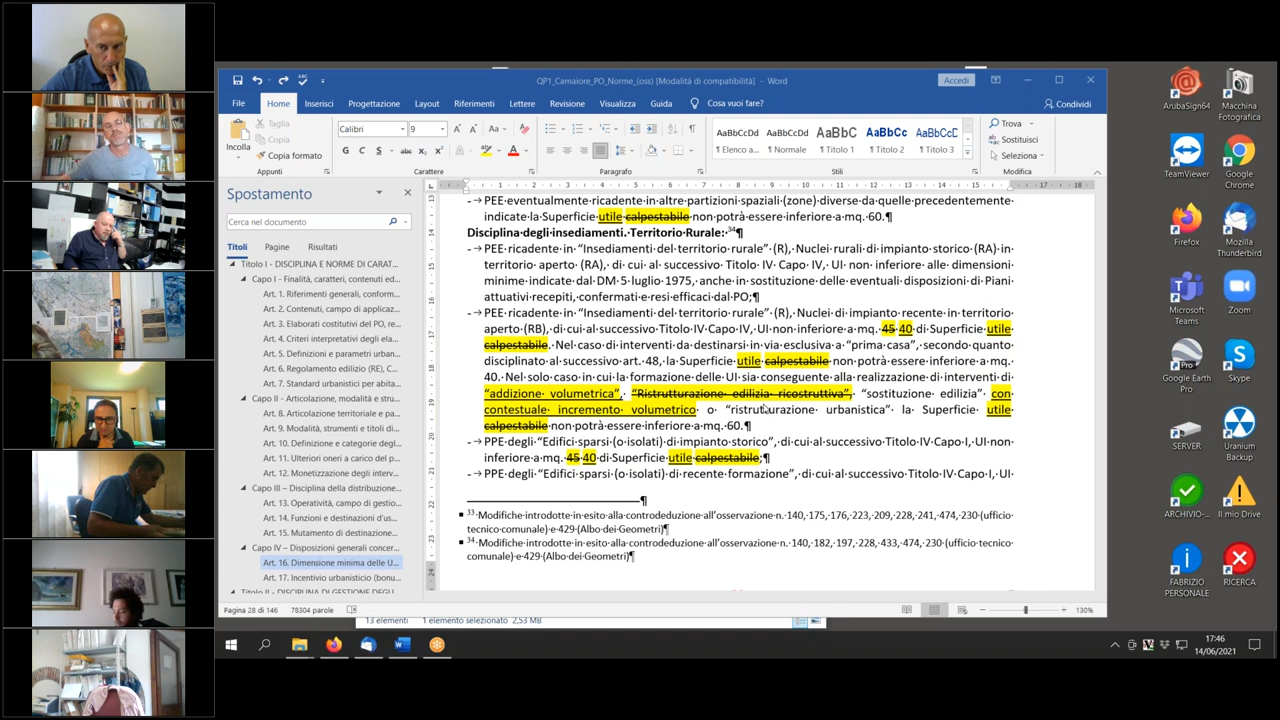 QP1_Camaiore_PO_Norme_(oss) [Modalità di compatibilità] - Word
Accedi
File Home Inserisci Progettazione Layout Riferimenti Lettere Revisione Visualizza Guida Cosa vuoi fare? Condividi
Incolla
Taglia
Copia
Copia formato
Appunti
Calibri 9
G C S abc x₂ x²
Carattere
Paragrafo
AaBbCcDd AaBbCcDd AaBbC AaBbCc AaBbCcD
¶ Elenco a... ¶ Normale ¶ Titolo 1 ¶ Titolo 2 ¶ Titolo 3
Stili
Trova
Sostituisci
Seleziona
Modifica
Spostamento
Cerca nel documento
Titoli Pagine Risultati
Titolo I - DISCIPLINA E NORME DI CARAT...
Capo I - Finalità, caratteri, contenuti ed...
Art. 1. Riferimenti generali, conform...
Art. 2. Contenuti, campo di applicaz...
Art. 3. Elaborati costitutivi del PO, re...
Art. 4. Criteri interpretativi degli ela...
Art. 5. Definizioni e parametri urban...
Art. 6. Regolamento edilizio (RE), C...
Art. 7. Standard urbanistici per abita...
Capo II - Articolazione, modalità e stru...
Art. 8. Articolazione territoriale e pa...
Art. 9. Modalità, strumenti e titoli di...
Art. 10. Definizione e categorie degl...
Art. 11. Ulteriori oneri a carico del p...
Art. 12. Monetizzazione degli interv...
Capo III – Disciplina della distribuzione...
Art. 13. Operatività, campo di gestio...
Art. 14. Funzioni e destinazioni d'us...
Art. 15. Mutamento di destinazione...
Capo IV – Disposizioni generali concer...
Art. 16. Dimensione minima delle U...
Art. 17. Incentivo urbanisticio (bonu...
- → PEE eventualmente ricadente in altre partizioni spaziali (zone) diverse da quelle precedentemente
indicate la Superficie utile calpestabile non potrà essere inferiore a mq. 60.¶
Disciplina degli insediamenti. Territorio Rurale: 34¶
- → PEE ricadente in “Insediamenti del territorio rurale” (R), Nuclei rurali di impianto storico (RA) in
territorio aperto (RA), di cui al successivo Titolo IV Capo IV, UI non inferiore alle dimensioni
minime indicate dal DM 5 luglio 1975, anche in sostituzione delle eventuali disposizioni di Piani
attuativi recepiti, confermati e resi efficaci dal PO;¶
- → PEE ricadente in “Insediamenti del territorio rurale” (R), Nuclei di impianto recente in territorio
aperto (RB), di cui al successivo Titolo IV Capo IV, UI non inferiore a mq. 45 40 di Superficie utile
calpestabile. Nel caso di interventi da destinarsi in via esclusiva a “prima casa”, secondo quanto
disciplinato al successivo art. 48, la Superficie utile calpestabile non potrà essere inferiore a mq.
40. Nel solo caso in cui la formazione delle UI sia conseguente alla realizzazione di interventi di
“addizione volumetrica”, “Ristrutturazione edilizia ricostruttiva”, “sostituzione edilizia” con
contestuale incremento volumetrico o “ristrutturazione urbanistica” la Superficie utile
calpestabile non potrà essere inferiore a mq. 60.¶
- → PPE degli “Edifici sparsi (o isolati) di impianto storico”, di cui al successivo Titolo IV Capo I, UI non
inferiore a mq. 45 40 di Superficie utile calpestabile;¶
- → PPE degli “Edifici sparsi (o isolati) di recente formazione”, di cui al successivo Titolo IV Capo I, UI
33 Modifiche introdotte in esito alla controdeduzione all’osservazione n. 140, 175, 176, 223, 209, 228, 241, 474, 230 (ufficio
tecnico comunale) e 429 (Albo dei Geometri)¶
34 Modifiche introdotte in esito alla controdeduzione all’osservazione n. 140, 182, 197, 228, 433, 474, 230 (ufficio tecnico
comunale) e 429 (Albo dei Geometri)¶
Pagina 28 di 146 78304 parole 130%
13 elementi 1 elemento selezionato 2,53 MB
ArubaSign64
Macchina Fotografica
TeamViewer
Google Chrome
Firefox
Mozilla Thunderbird
Microsoft Teams
Zoom
Google Earth Pro
Skype
SERVER
Uranium Backup
ARCHIVIO-...
Il mio Drive
FABRIZIO PERSONALE
RICERCA
17:46
14/06/2021